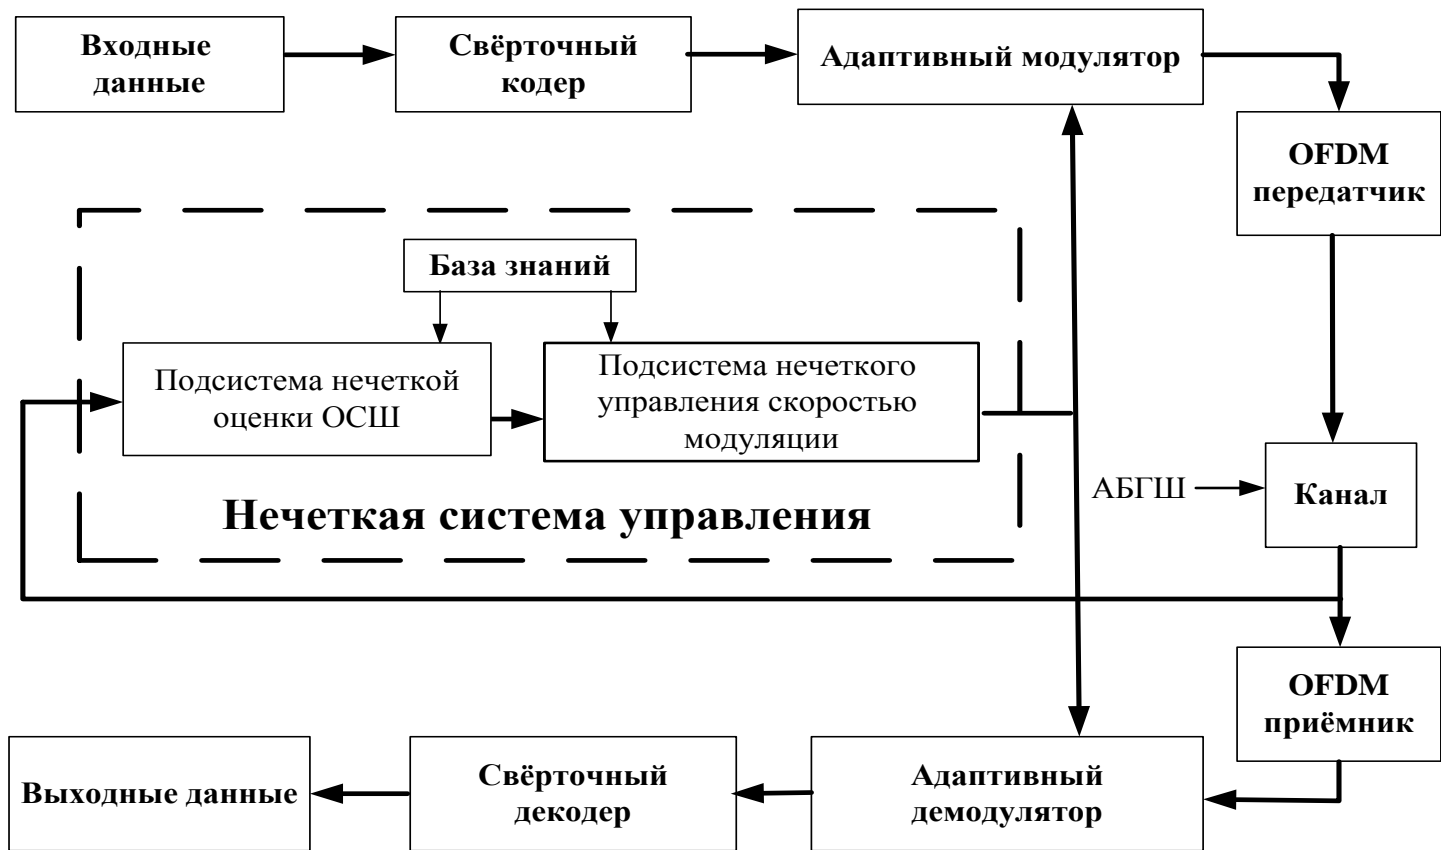 Входные
данные
Свёрточный
кодер
Адаптивный модулятор
OFDM
передатчик
База знаний
Подсистема нечеткой
оценки ОСШ
Подсистема нечеткого
управления скоростью
модуляции
Нечеткая система управления
АБГШ
Канал
OFDM
приёмник
Выходные данные
Свёрточный
декодер
Адаптивный
демодулятор